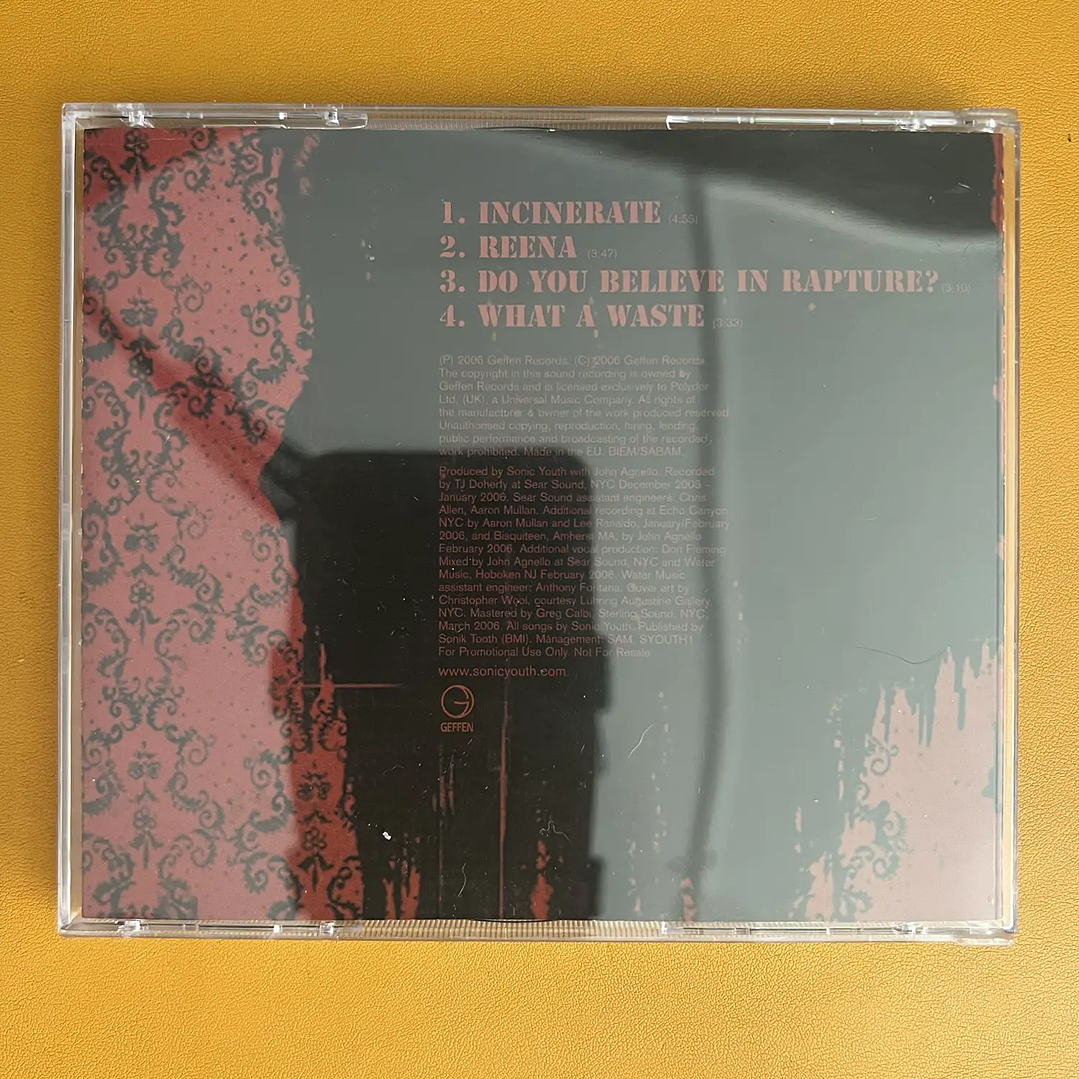 1. INCINERATE (4:55)
2. REENA (3:47)
3. DO YOU BELIEVE IN RAPTURE? (3:10)
4. WHAT A WASTE (3:33)
(P) 2006 Geffen Records. (C) 2006 Geffen Records
The copyright in this sound recording is owned by
Geffen Records and is licensed exclusively to Polydor
Ltd. (UK), a Universal Music Company. All rights of
the manufacturer & owner of the work produced reserved
Unauthorised copying, reproduction, hiring, lending,
public performance and broadcasting of the recorded
work prohibited. Made in the EU. BIEM/SABAM.
Produced by Sonic Youth with John Agnello. Recorded
by TJ Doherty at Sear Sound, NYC December 2005 -
January 2006. Sear Sound assistant engineers: Chris
Allen, Aaron Mullan. Additional recording at Echo Canyon
NYC by Aaron Mullan and Lee Ranaldo, January/February
2006, and Bisquiteen, Amherst MA, by John Agnello
February 2006. Additional vocal production: Don Fleming
Mixed by John Agnello at Sear Sound, NYC and Water
Music, Hoboken NJ February 2006. Water Music
assistant engineer: Anthony Fontana. Cover art by
Christopher Wool, courtesy Luhring Augustine Gallery,
NYC. Mastered by Greg Calbi, Sterling Sound, NYC,
March 2006. All songs by Sonic Youth. Published by
Sonik Tooth (BMI). Management: SAM. SYOUTH1
For Promotional Use Only. Not For Resale
www.sonicyouth.com
GEFFEN